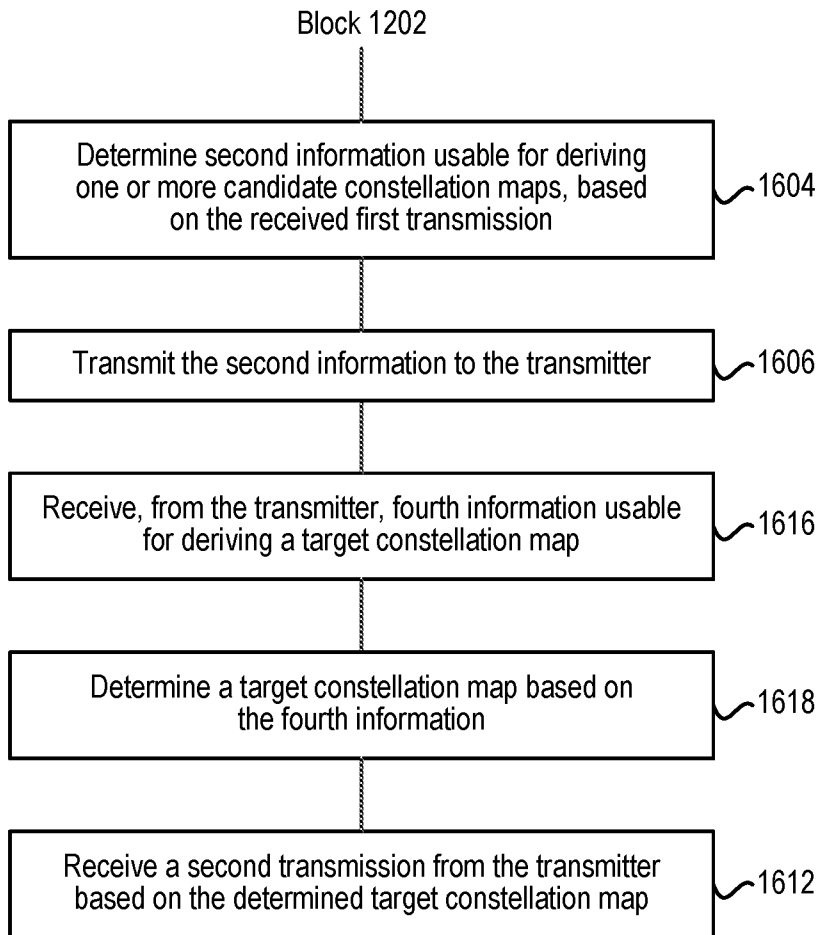 Block 1202
Determine second information usable for deriving
one or more candidate constellation maps, based
on the received first transmission
1604
Transmit the second information to the transmitter
1606
Receive, from the transmitter, fourth information usable
for deriving a target constellation map
1616
Determine a target constellation map based on
the fourth information
1618
Receive a second transmission from the transmitter
based on the determined target constellation map
1612